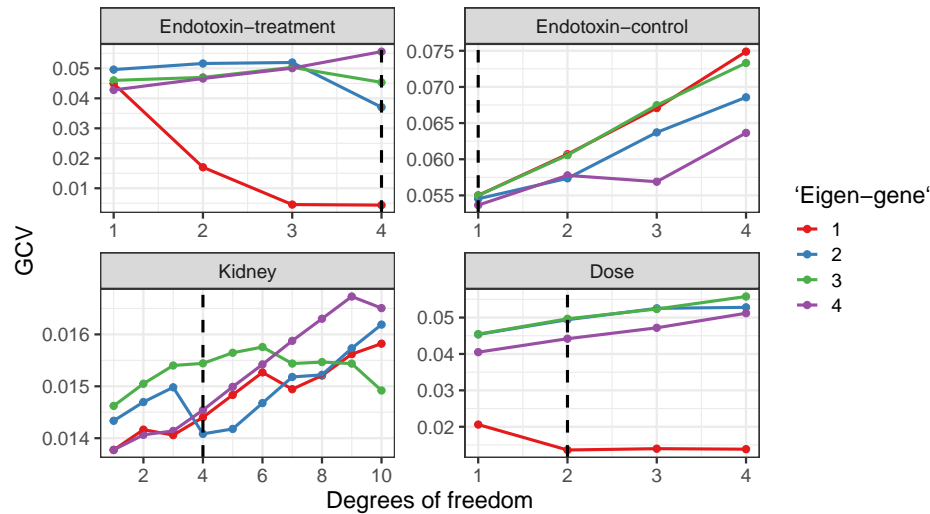 Endotoxin−treatment
Endotoxin−control
0.05
0.04
0.03
0.02
0.01
1 2 3 4
0.075
0.070
0.065
0.060
0.055
1 2 3 4
Kidney
Dose
0.016
0.015
0.014
2 4 6 8 10
0.05
0.04
0.02
1 2 3 4
GCV
Degrees of freedom
‘Eigen−gene‘
1
2
3
4